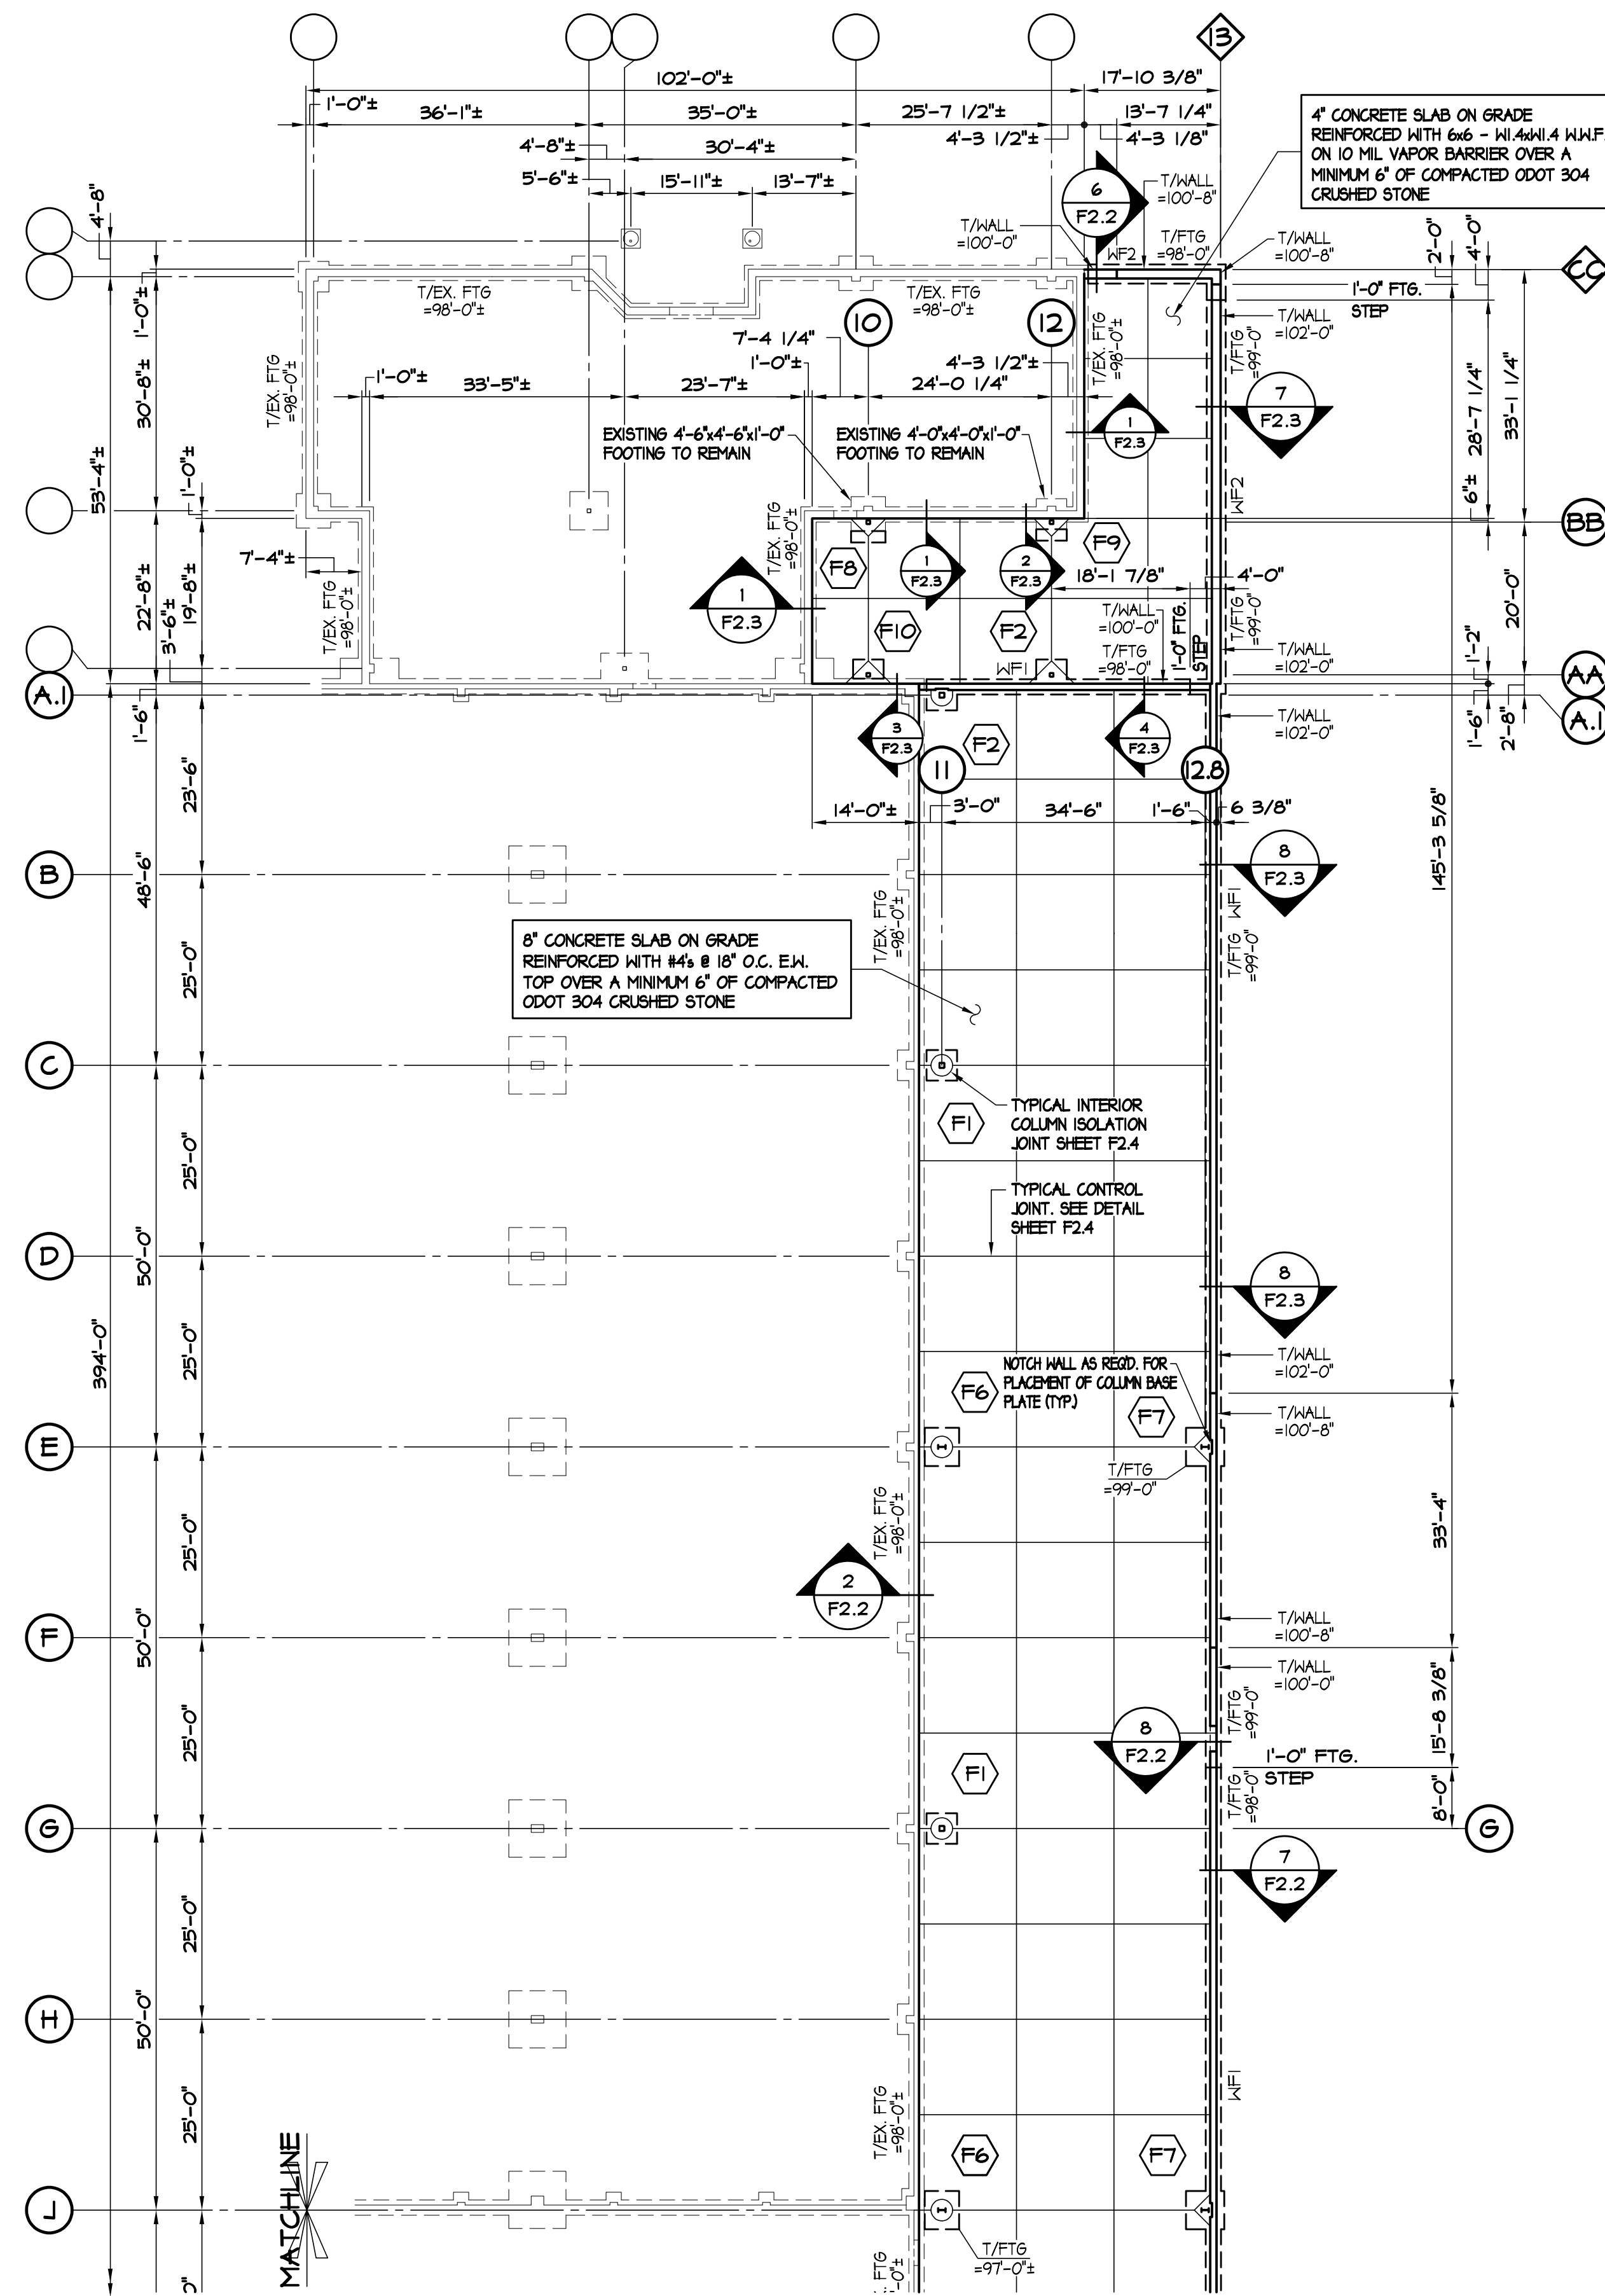 13
102'-0"±
17'-10 3/8"
1'-0"±
36'-1"±
35'-0"±
25'-7 1/2"±
13'-7 1/4"
4'-8"±
30'-4"±
4'-3 1/2"±
4'-3 1/8"
5'-6"±
15'-11"±
13'-7"±
4" CONCRETE SLAB ON GRADE
REINFORCED WITH 6x6 - W1.4xW1.4 W.W.F.
ON 10 MIL VAPOR BARRIER OVER A
MINIMUM 6" OF COMPACTED ODOT 304
CRUSHED STONE
6
F2.2
T/WALL
=100'-8"
T/WALL
=100'-0"
WF2
T/FTG
=98'-0"
T/WALL
=100'-8"
2'-0"
4'-0"
CC
1'-0" FTG.
STEP
T/WALL
=102'-0"
4'-8"
1'-0"±
30'-8"±
53'-4"±
T/EX. FTG
=98'-0"±
T/EX. FTG
=98'-0"±
T/EX. FTG
=98'-0"±
T/EX. FTG
=98'-0"±
T/FTG
=99'-0"
10
12
7'-4 1/4"
1'-0"±
4'-3 1/2"±
1'-0"±
33'-5"±
23'-7"±
24'-0 1/4"
7
F2.3
28'-7 1/4"
33'-1 1/4"
EXISTING 4'-6"x4'-6"x1'-0"
FOOTING TO REMAIN
EXISTING 4'-0"x4'-0"x1'-0"
FOOTING TO REMAIN
1
F2.3
1'-0"±
WF2
6"±
BB
T/EX. FTG
=98'-0"±
7'-4"±
F8
1
F2.3
2
F2.3
F9
18'-1 7/8"
4'-0"
22'-8"±
19'-8"±
3'-6"±
T/EX. FTG
=98'-0"±
1
F2.3
F10
F2
T/WALL
=100'-0"
T/FTG
=98'-0"
1'-0" FTG.
STEP
T/FTG
=99'-0"
WF1
T/WALL
=102'-0"
20'-0"
1'-2"
AA
A.1
A.1
1'-6"
1'-6"
2'-8"
T/WALL
=102'-0"
3
F2.3
F2
4
F2.3
11
12.8
23'-6"
14'-0"±
3'-0"
34'-6"
1'-6"
6 3/8"
145'-3 5/8"
8
F2.3
B
48'-6"
WF1
T/EX. FTG
=98'-0"±
T/FTG
=99'-0"
8" CONCRETE SLAB ON GRADE
REINFORCED WITH #4's @ 18" O.C. E.W.
TOP OVER A MINIMUM 6" OF COMPACTED
ODOT 304 CRUSHED STONE
25'-0"
C
F1
TYPICAL INTERIOR
COLUMN ISOLATION
JOINT SHEET F2.4
25'-0"
TYPICAL CONTROL
JOINT. SEE DETAIL
SHEET F2.4
D
50'-0"
8
F2.3
394'-0"
25'-0"
T/WALL
=102'-0"
NOTCH WALL AS REQ'D. FOR
PLACEMENT OF COLUMN BASE
PLATE (TYP.)
F6
F7
T/WALL
=100'-8"
E
T/FTG
=99'-0"
T/EX. FTG
=98'-0"±
25'-0"
33'-4"
2
F2.2
F
50'-0"
T/WALL
=100'-8"
T/WALL
=100'-0"
T/FTG
=99'-0"
15'-8 3/8"
25'-0"
8
F2.2
1'-0" FTG.
STEP
F1
T/FTG
=98'-0"
8'-0"
G
G
7
F2.2
25'-0"
H
50'-0"
WF1
25'-0"
T/EX. FTG
=98'-0"±
MATCHLINE
F6
F7
J
T/FTG
=97'-0"±
FTG
-0"±
0"